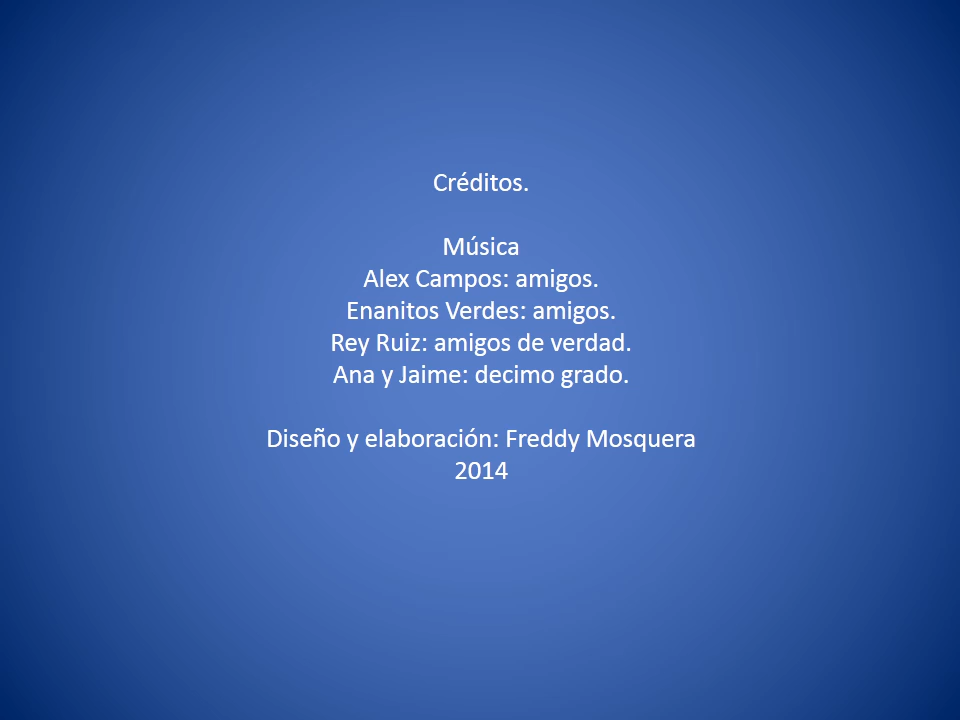 Créditos.
Música
Alex Campos: amigos.
Enanitos Verdes: amigos.
Rey Ruiz: amigos de verdad.
Ana y Jaime: decimo grado.
Diseño y elaboración: Freddy Mosquera
2014